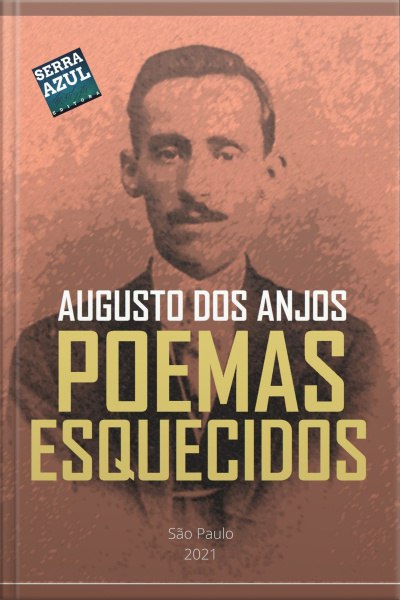 SERRA
AZUL
EDITORA
AUGUSTO DOS ANJOS
POEMAS
ESQUECIDOS
São Paulo
2021